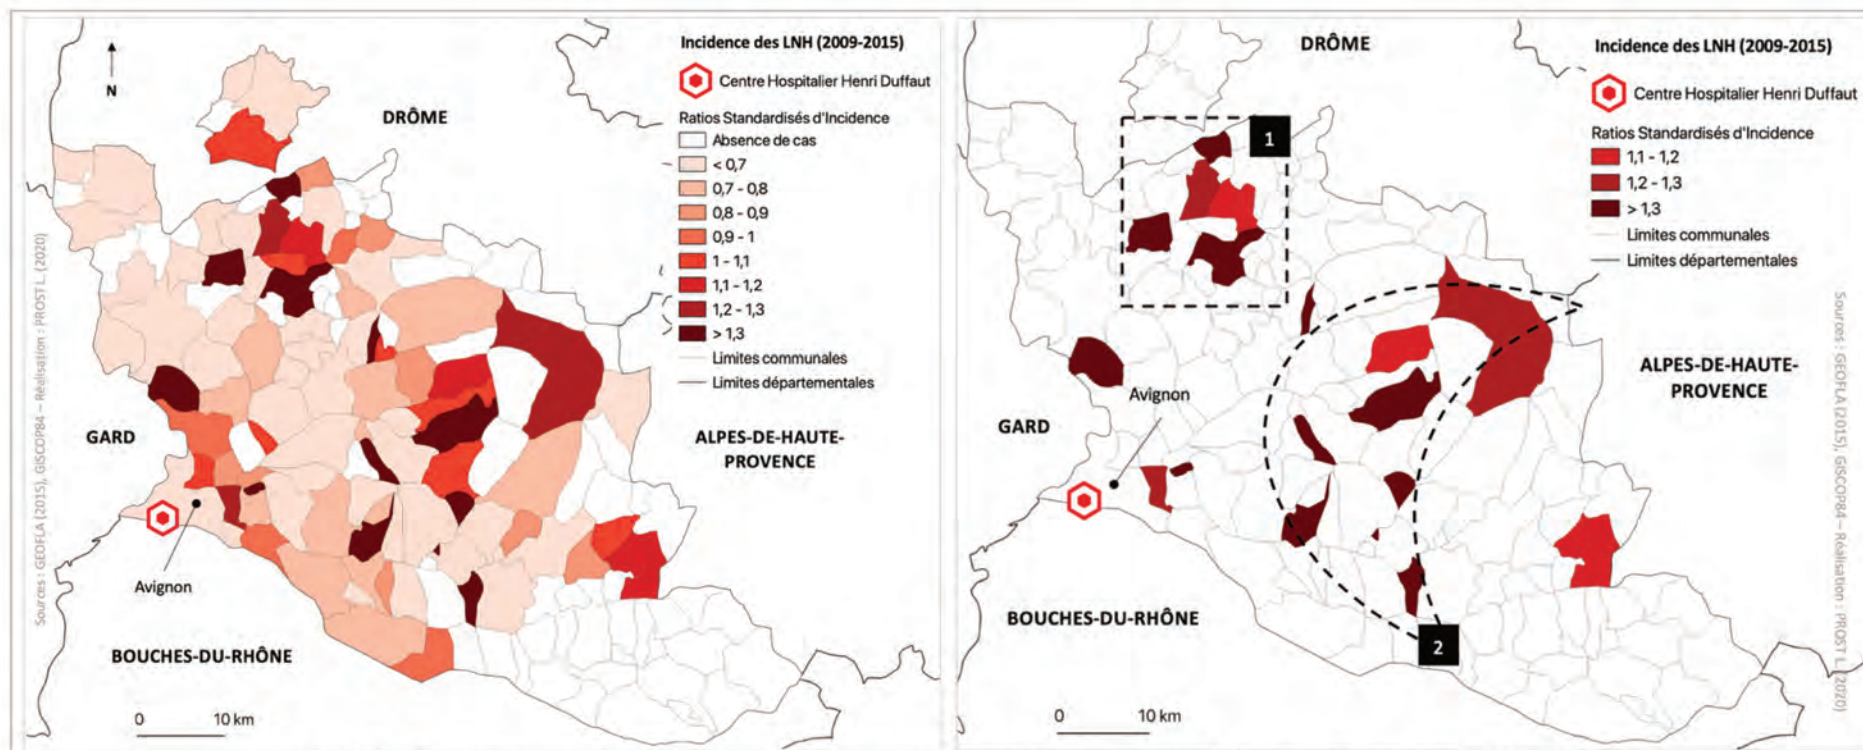 N
DRÔME
GARD
ALPES-DE-HAUTE-
PROVENCE
Avignon
BOUCHES-DU-RHÔNE
0 10 km
Sources : GEOFLA (2015), GISCOP84 – Réalisation : PROST L. (2020)
Incidence des LNH (2009-2015)
Centre Hospitalier Henri Duffaut
Ratios Standardisés d'Incidence
Absence de cas
< 0,7
0,7 - 0,8
0,8 - 0,9
0,9 - 1
1 - 1,1
1,1 - 1,2
1,2 - 1,3
> 1,3
Limites communales
Limites départementales
DRÔME
1
Avignon
GARD
ALPES-DE-HAUTE-
PROVENCE
BOUCHES-DU-RHÔNE
2
0 10 km
Incidence des LNH (2009-2015)
Centre Hospitalier Henri Duffaut
Ratios Standardisés d'Incidence
1,1 - 1,2
1,2 - 1,3
> 1,3
Limites communales
Limites départementales
Sources : GEOFLA (2015), GISCOP84 – Réalisation : PROST L. (2020)